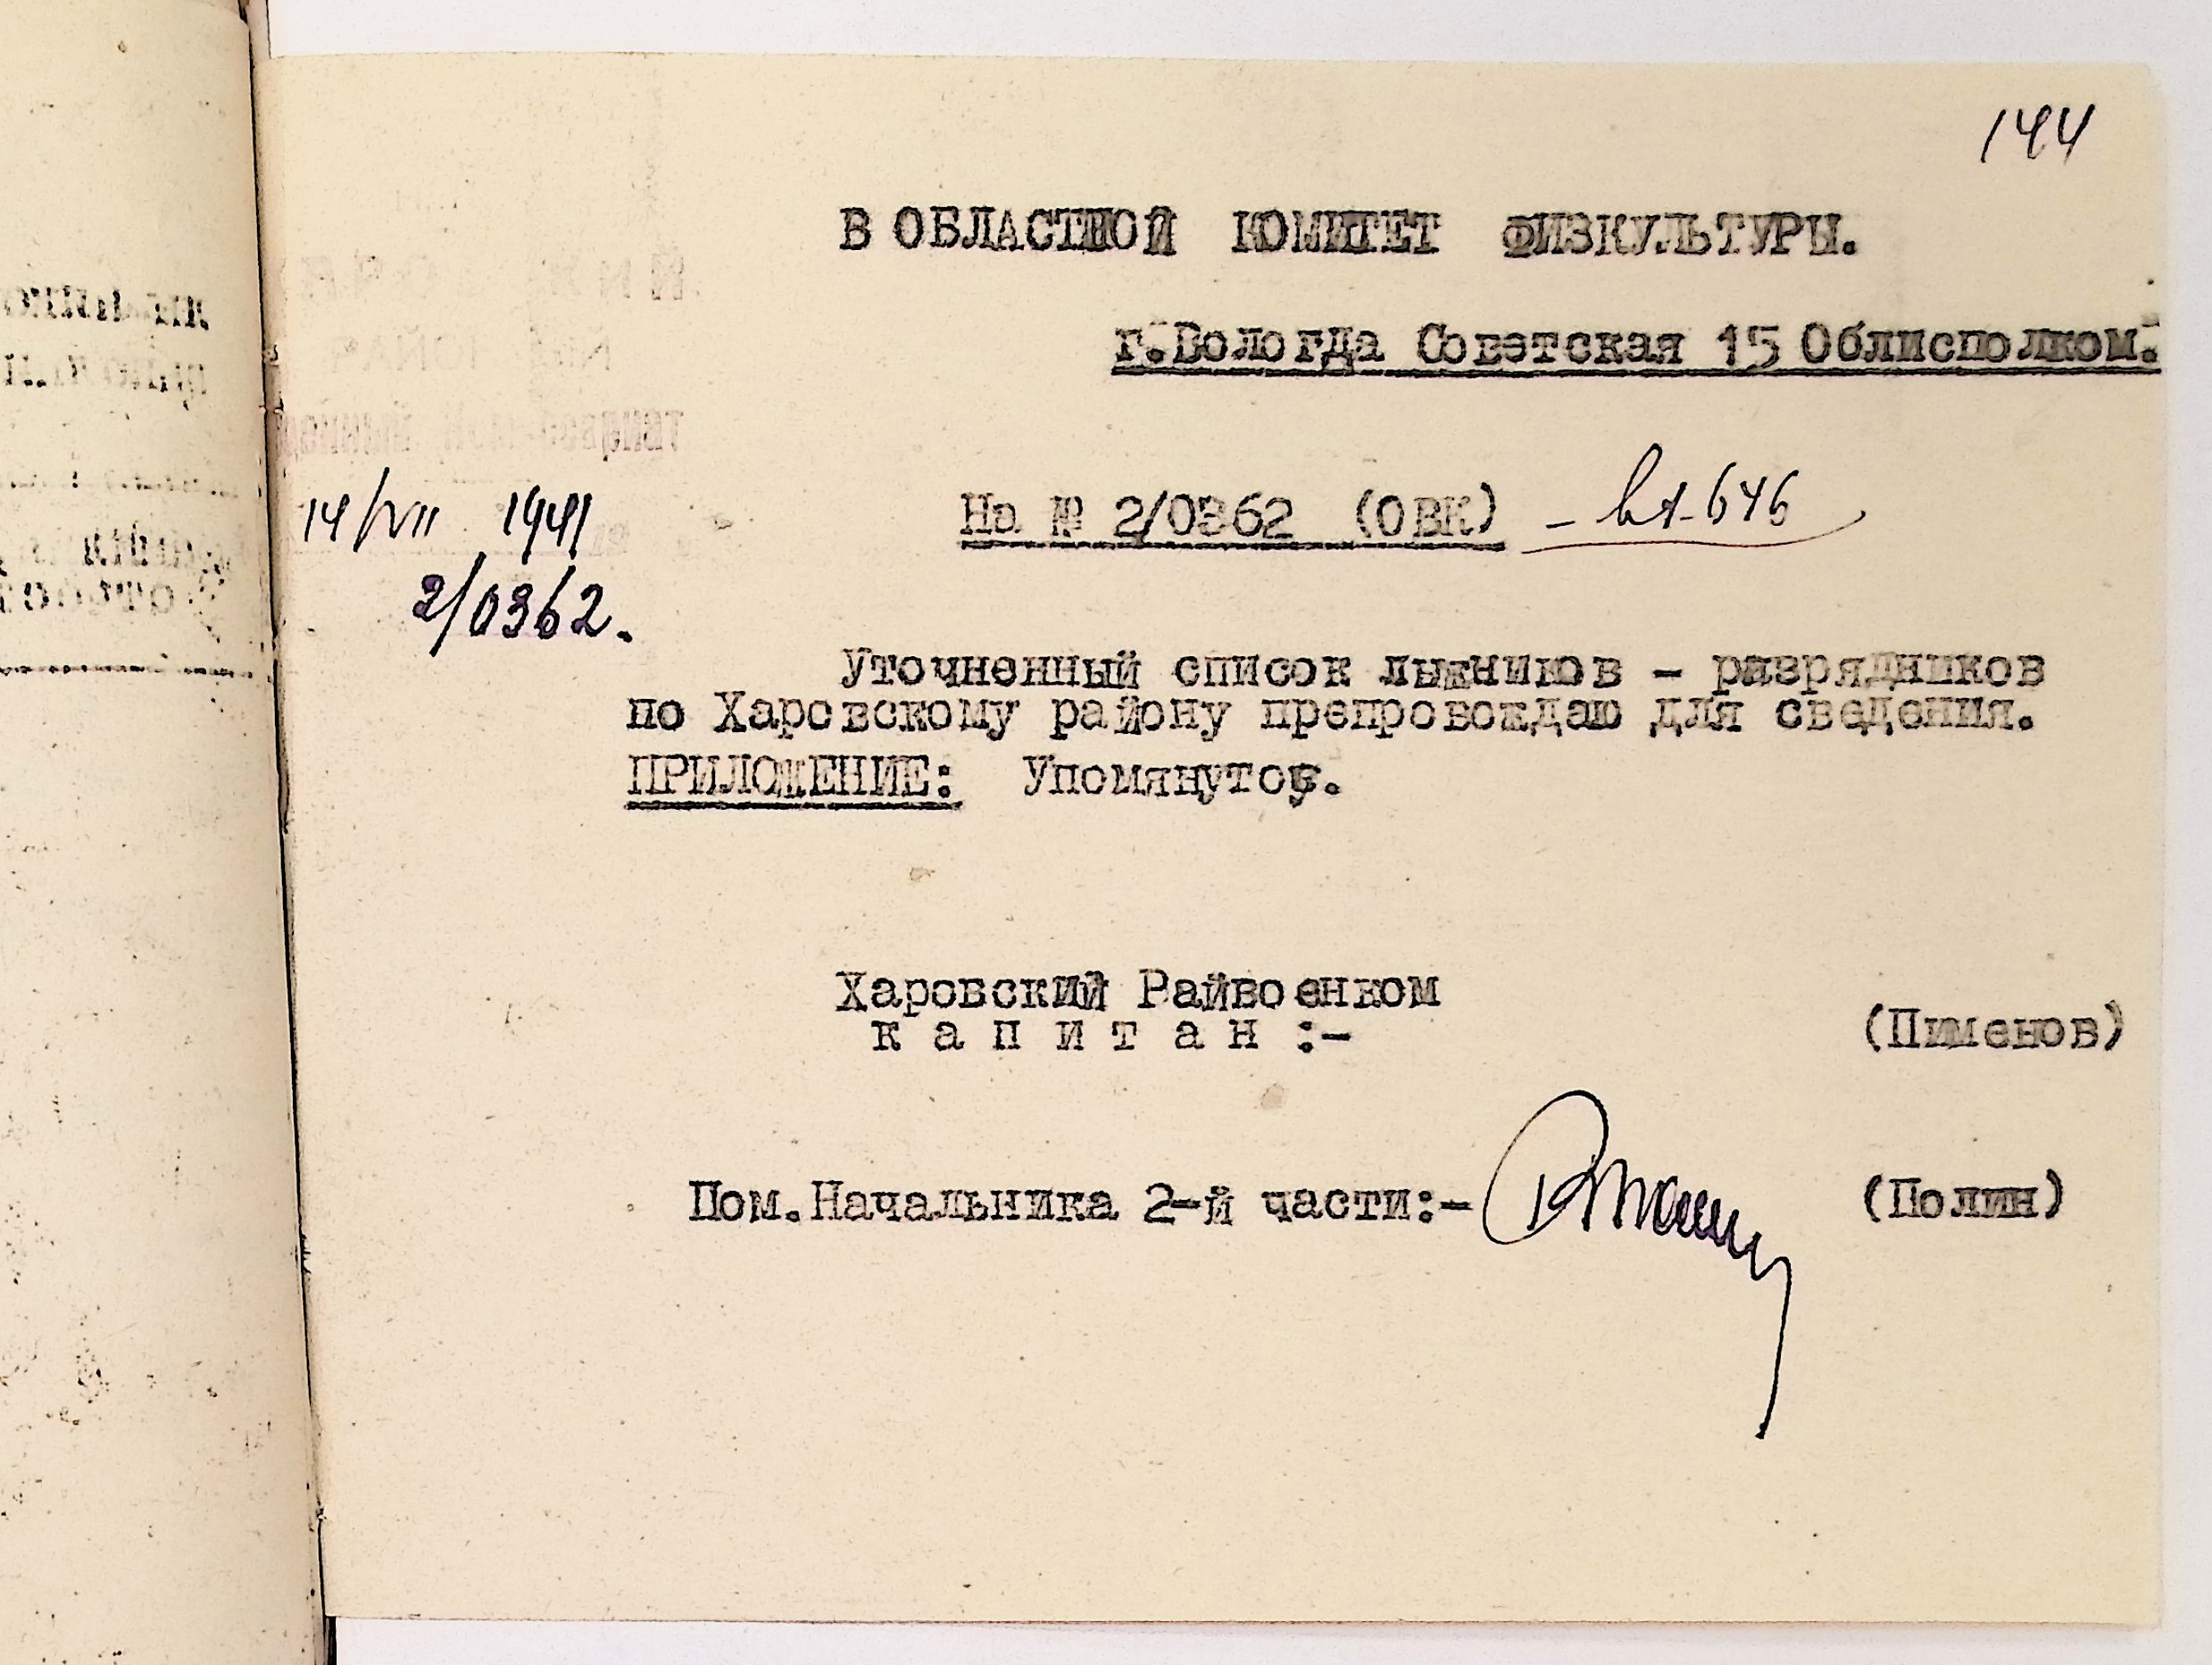 144
В ОБЛАСТНОЙ КОМИТЕТ ФИЗКУЛЬТУРЫ.
г.Вологда Советская 15 Облисполком.
На № 2/0362 (ОВК) - вх-646
14/VII 1941
2/0362.
Уточненный список лыжников - разрядников
по Харовскому району препровождаю для сведения.
ПРИЛОЖЕНИЕ: Упомянутое.
Харовский Райвоенком
к а п и т а н :-
(Пименов)
Пом.Начальника 2-й части:- (Полин)